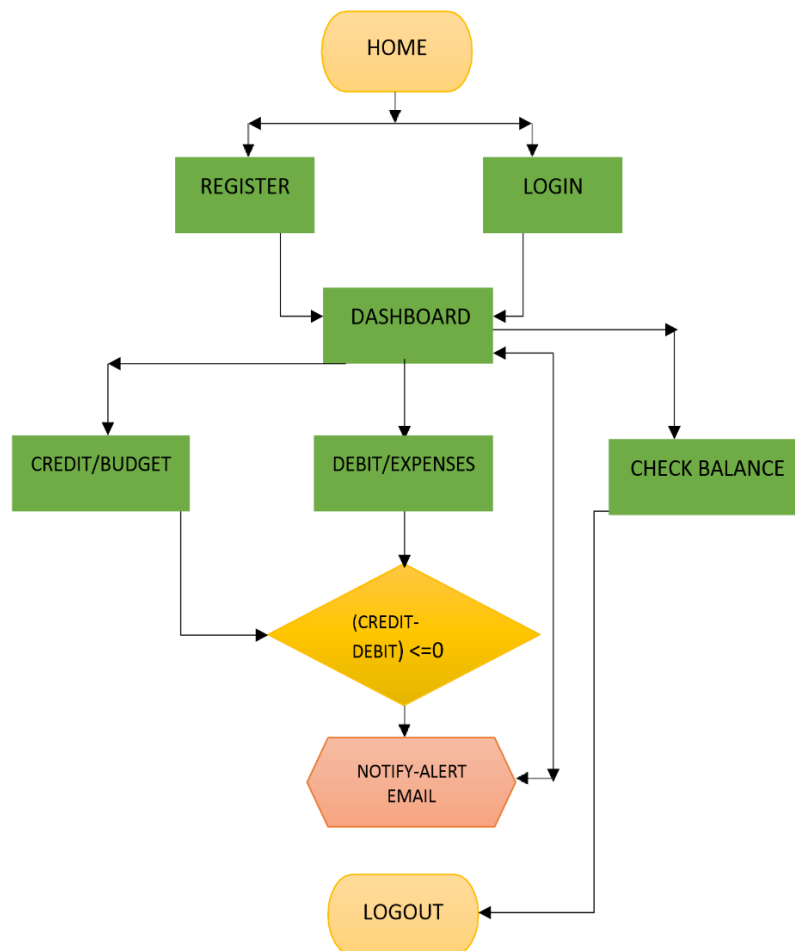 HOME
REGISTER
LOGIN
DASHBOARD
CREDIT/BUDGET
DEBIT/EXPENSES
CHECK BALANCE
(CREDIT-
DEBIT) <=0
NOTIFY-ALERT
EMAIL
LOGOUT